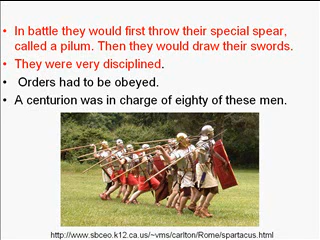 • In battle they would first throw their special spear,
called a pilum. Then they would draw their swords.
• They were very disciplined.
• Orders had to be obeyed.
• A centurion was in charge of eighty of these men.
http://www.sbceo.k12.ca.us/~vms/carlton/Rome/spartacus.html